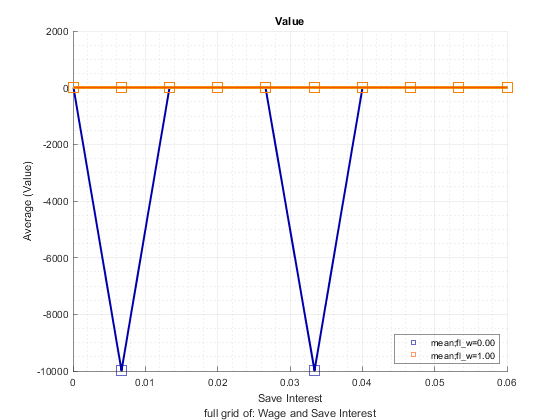 Value
2000
0
-2000
-4000
-6000
-8000
-10000
Average (Value)
0
0.01
0.02
0.03
0.04
0.05
0.06
mean;fl_w=0.00
mean;fl_w=1.00
Save Interest
full grid of: Wage and Save Interest